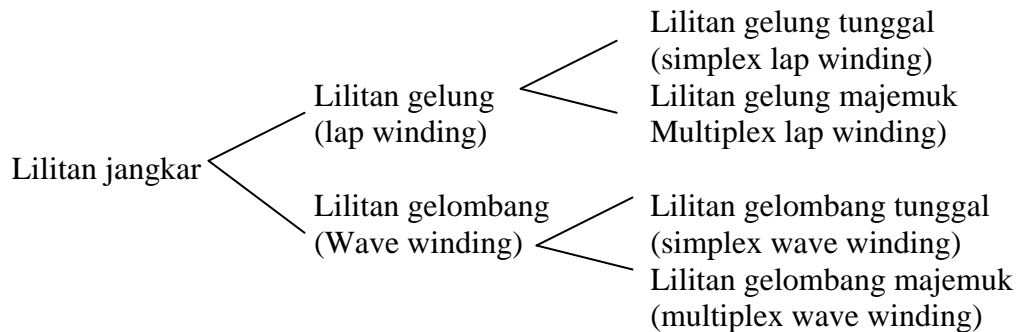 Lilitan jangkar
Lilitan gelung
(lap winding)
Lilitan gelung tunggal
(simplex lap winding)
Lilitan gelung majemuk
Multiplex lap winding)
Lilitan gelombang
(Wave winding)
Lilitan gelombang tunggal
(simplex wave winding)
Lilitan gelombang majemuk
(multiplex wave winding)